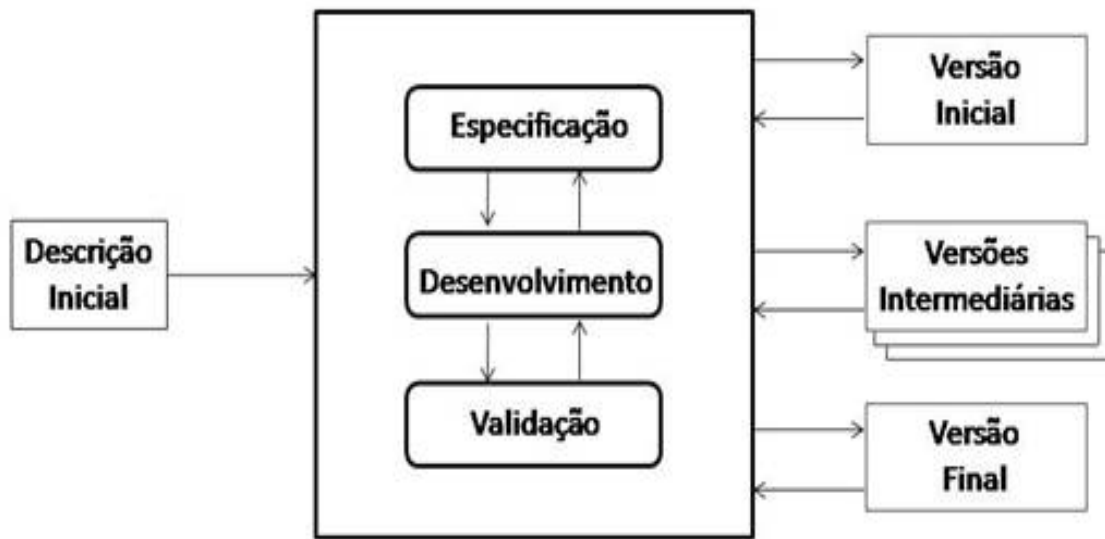 Descrição
Inicial
Especificação
Desenvolvimento
Validação
Versão
Inicial
Versões
Intermediárias
Versão
Final